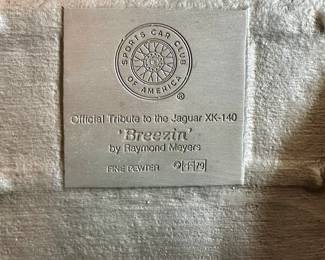 SPORTS CAR CLUB
OF AMERICA
®
Official Tribute to the Jaguar XK-140
'Breezin'
by Raymond Meyers
FINE PEWTER